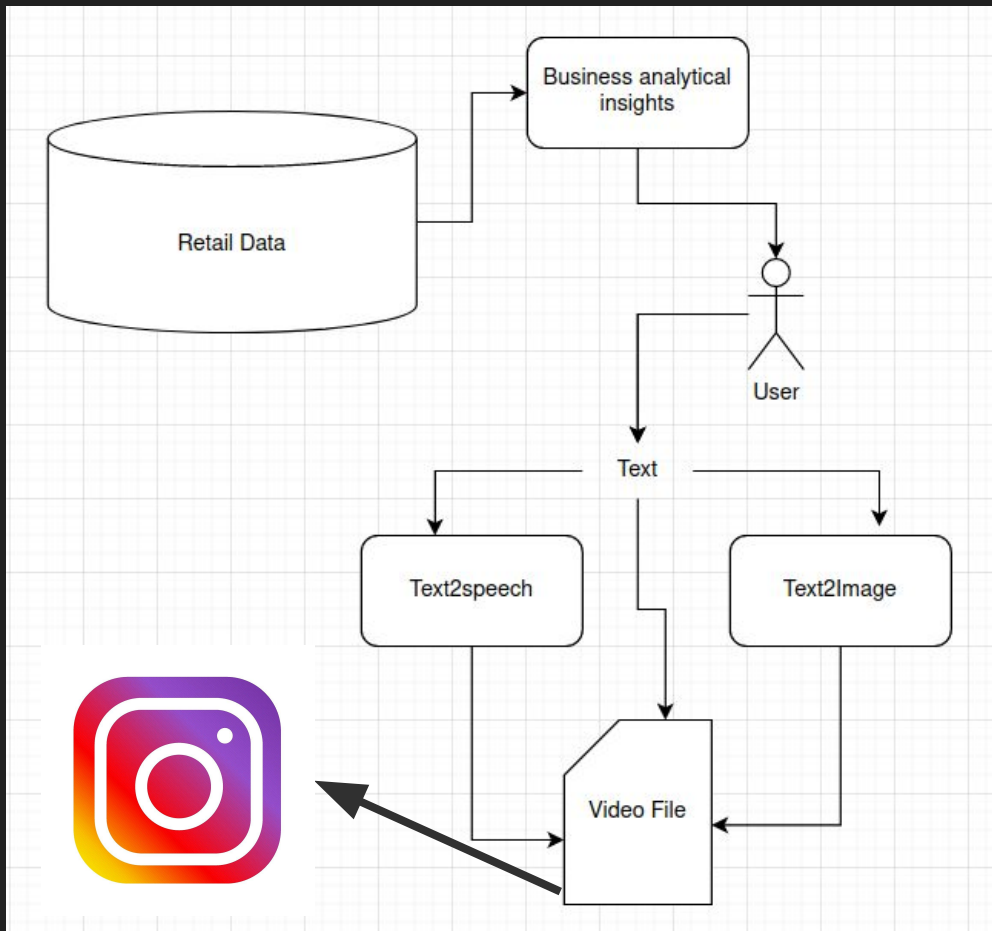 Business analytical
insights
Retail Data
User
Text
Text2speech
Text2Image
Video File